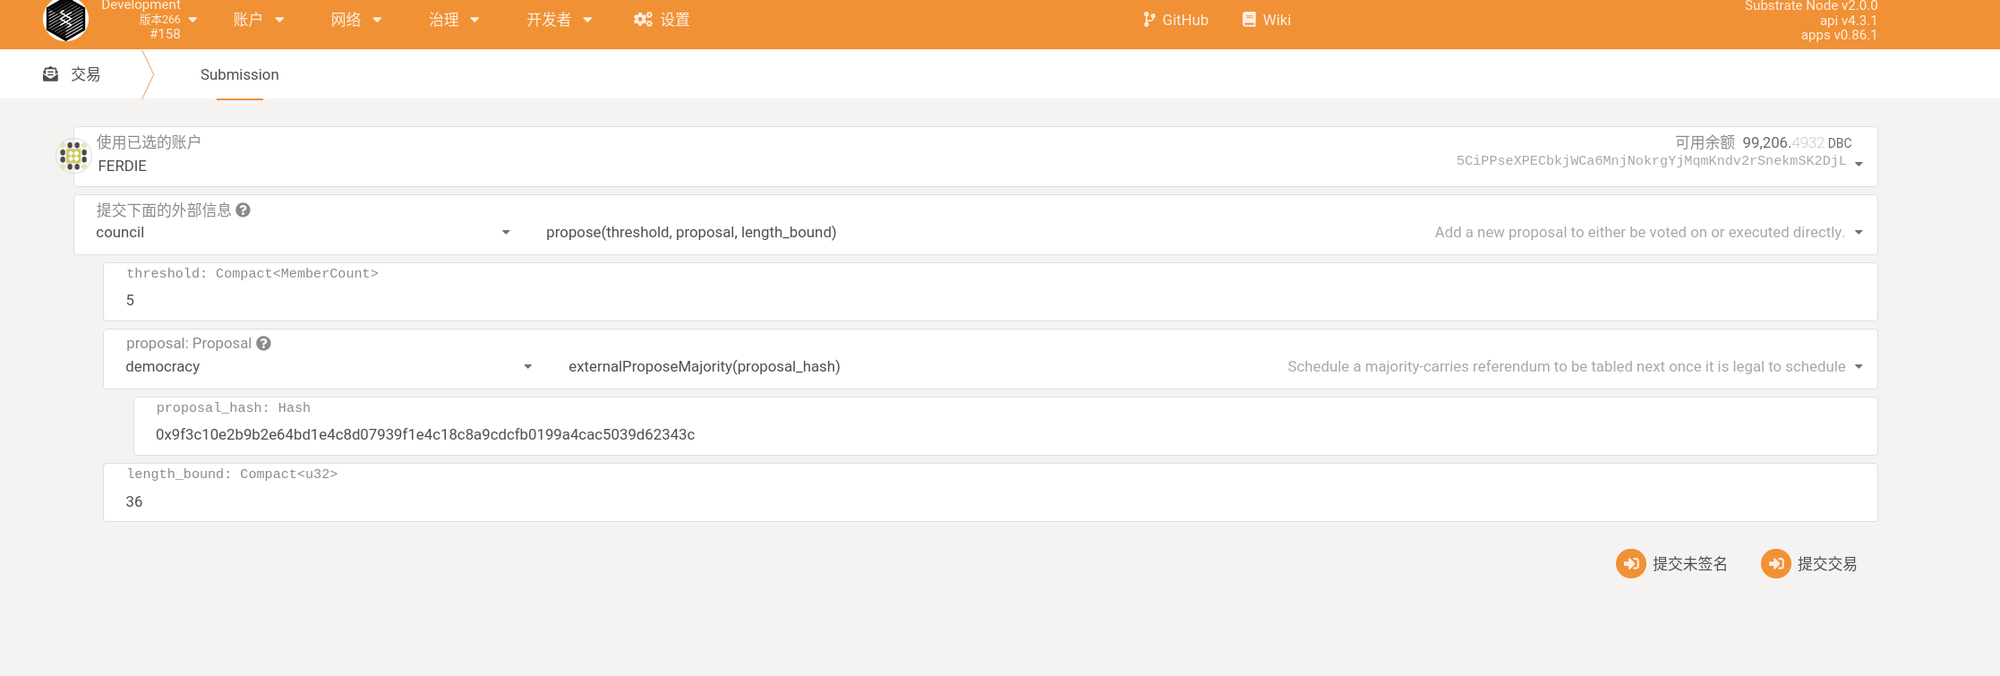 Development
版本266
#158
账户
网络
治理
开发者
设置
GitHub
Wiki
Substrate Node v2.0.0
api v4.3.1
apps v0.86.1
交易
Submission
使用已选的账户
FERDIE
可用余额 99,206.4932 DBC
5CiPPseXPECbkjWCa6MnjNokrgYjMqmKndv2rSnekmSK2DjL
提交下面的外部信息
council
propose(threshold, proposal, length_bound)
Add a new proposal to either be voted on or executed directly.
threshold: Compact<MemberCount>
5
proposal: Proposal
democracy
externalProposeMajority(proposal_hash)
Schedule a majority-carries referendum to be tabled next once it is legal to schedule
proposal_hash: Hash
0x9f3c10e2b9b2e64bd1e4c8d07939f1e4c18c8a9cdcfb0199a4cac5039d62343c
length_bound: Compact<u32>
36
提交未签名
提交交易